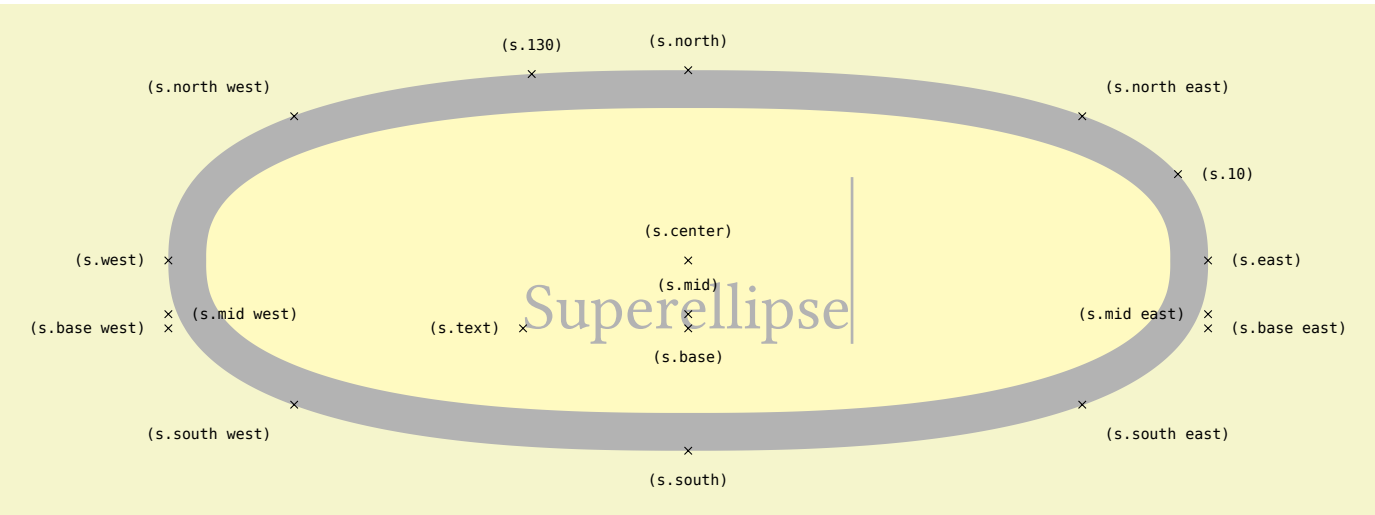 (s.north)
(s.130)
(s.north west)
(s.north east)
(s.10)
(s.center)
(s.west)
(s.east)
(s.mid)
Superellipse
(s.mid west)
(s.mid east)
(s.base west)
(s.text)
(s.base east)
(s.base)
(s.south west)
(s.south east)
(s.south)